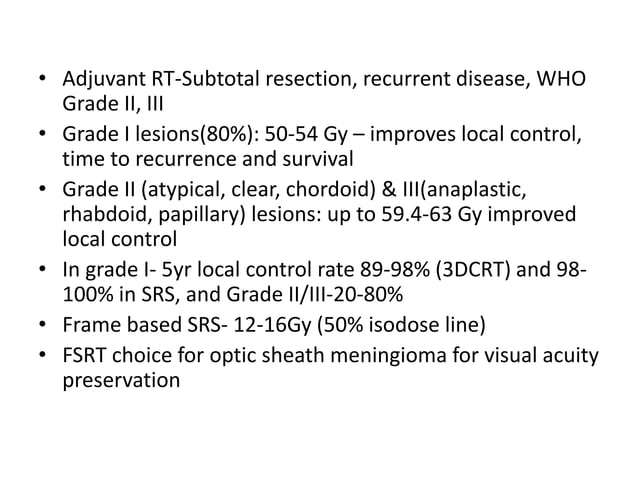 • Adjuvant RT-Subtotal resection, recurrent disease, WHO
Grade II, III
• Grade I lesions(80%): 50-54 Gy – improves local control,
time to recurrence and survival
• Grade II (atypical, clear, chordoid) & III(anaplastic,
rhabdoid, papillary) lesions: up to 59.4-63 Gy improved
local control
• In grade I- 5yr local control rate 89-98% (3DCRT) and 98-
100% in SRS, and Grade II/III-20-80%
• Frame based SRS- 12-16Gy (50% isodose line)
• FSRT choice for optic sheath meningioma for visual acuity
preservation